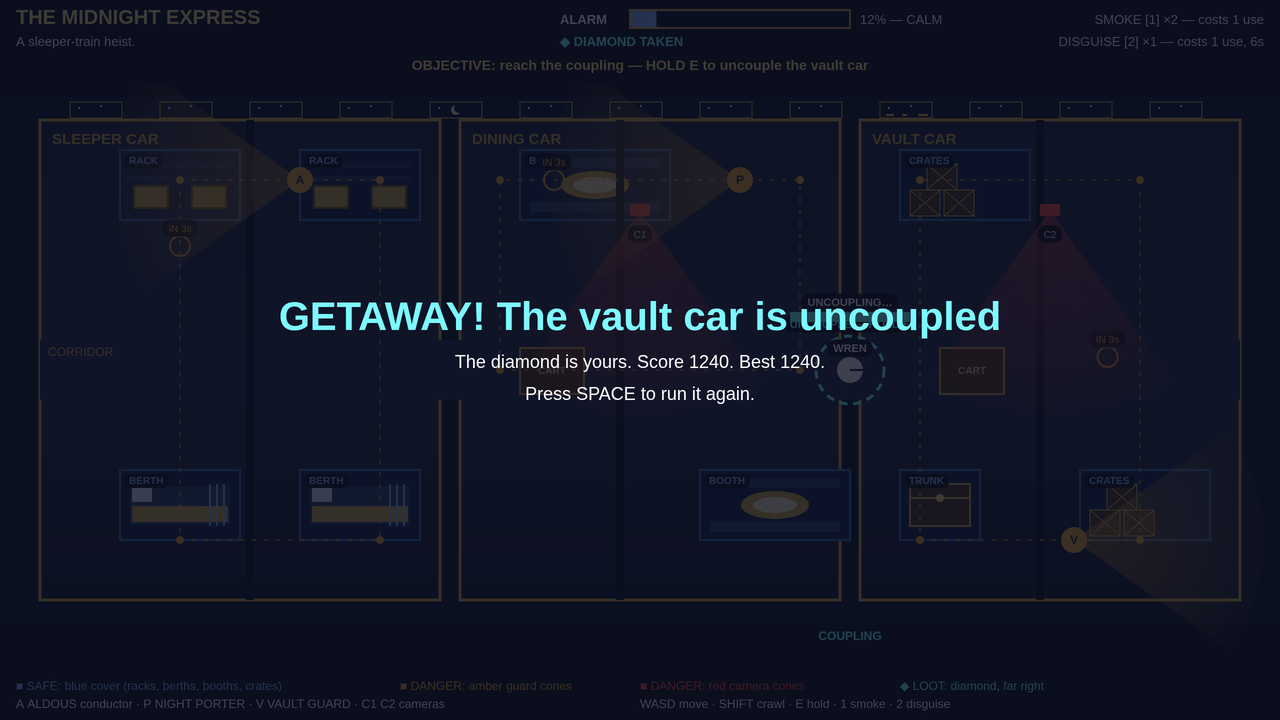 THE MIDNIGHT EXPRESS
A sleeper-train heist.
ALARM 12% — CALM
◆ DIAMOND TAKEN
SMOKE [1] ×2 — costs 1 use
DISGUISE [2] ×1 — costs 1 use, 6s
OBJECTIVE: reach the coupling — HOLD E to uncouple the vault car
SLEEPER CAR
DINING CAR
VAULT CAR
RACK
RACK
B
IN 3s
CRATES
A
P
IN 3s
C1
C2
UNCOUPLING…
GETAWAY! The vault car is uncoupled
WREN
IN 3s
CORRIDOR
The diamond is yours. Score 1240. Best 1240.
CART
CART
Press SPACE to run it again.
BERTH
BERTH
BOOTH
TRUNK
CRATES
V
COUPLING
■ SAFE: blue cover (racks, berths, booths, crates)
■ DANGER: amber guard cones
■ DANGER: red camera cones
◆ LOOT: diamond, far right
A ALDOUS conductor · P NIGHT PORTER · V VAULT GUARD · C1 C2 cameras
WASD move · SHIFT crawl · E hold · 1 smoke · 2 disguise